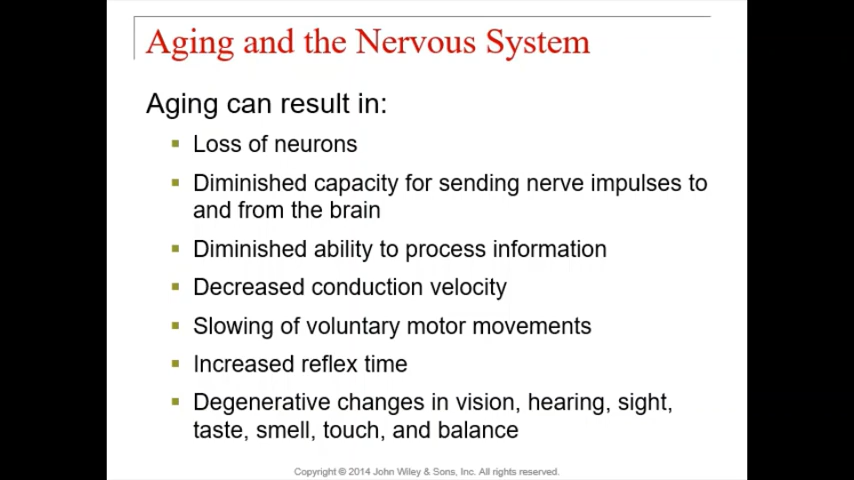 Aging and the Nervous System
Aging can result in:
Loss of neurons
Diminished capacity for sending nerve impulses to
and from the brain
Diminished ability to process information
Decreased conduction velocity
Slowing of voluntary motor movements
Increased reflex time
Degenerative changes in vision, hearing, sight,
taste, smell, touch, and balance
Copyright © 2014 John Wiley & Sons, Inc. All rights reserved.